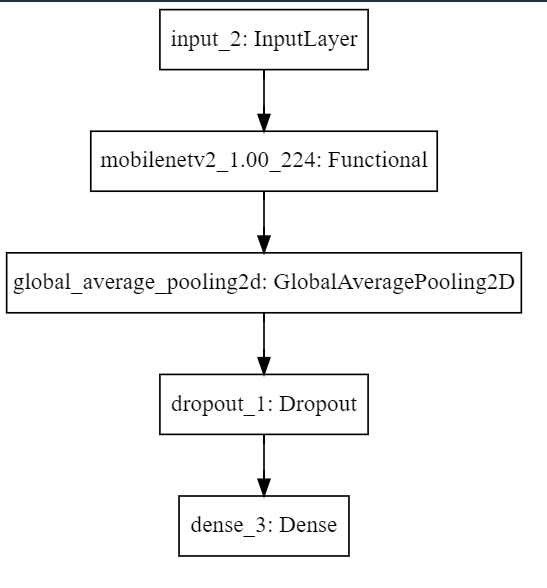 input_2: InputLayer
mobilenetv2_1.00_224: Functional
global_average_pooling2d: GlobalAveragePooling2D
dropout_1: Dropout
dense_3: Dense